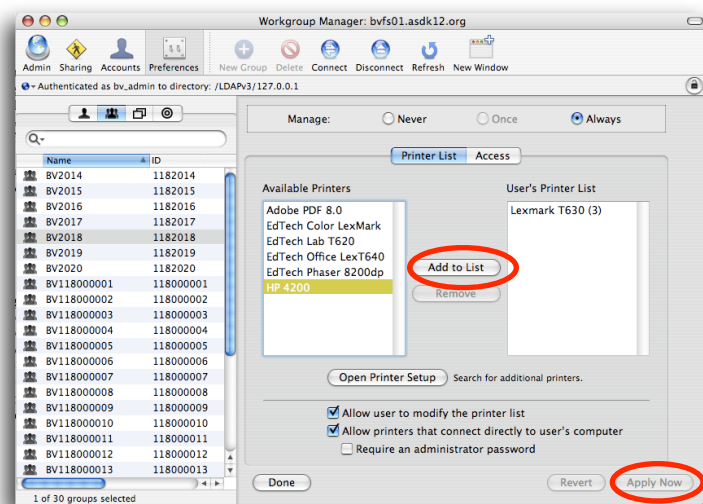 Workgroup Manager: bvfs01.asdk12.org
Admin Sharing Accounts Preferences New Group Delete Connect Disconnect Refresh New Window
Authenticated as bv_admin to directory: /LDAPv3/127.0.0.1
Manage: Never Once Always
Name ID
BV2014 1182014
BV2015 1182015
BV2016 1182016
BV2017 1182017
BV2018 1182018
BV2019 1182019
BV2020 1182020
BV118000001 118000001
BV118000002 118000002
BV118000003 118000003
BV118000004 118000004
BV118000005 118000005
BV118000006 118000006
BV118000007 118000007
BV118000008 118000008
BV118000009 118000009
BV118000010 118000010
BV118000011 118000011
BV118000012 118000012
BV118000013 118000013
1 of 30 groups selected
Printer List Access
Available Printers
Adobe PDF 8.0
EdTech Color LexMark
EdTech Lab T620
EdTech Office LexT640
EdTech Phaser 8200dp
HP 4200
Add to List
Remove
User's Printer List
Lexmark T630 (3)
Open Printer Setup Search for additional printers.
Allow user to modify the printer list
Allow printers that connect directly to user's computer
Require an administrator password
Done Revert Apply Now